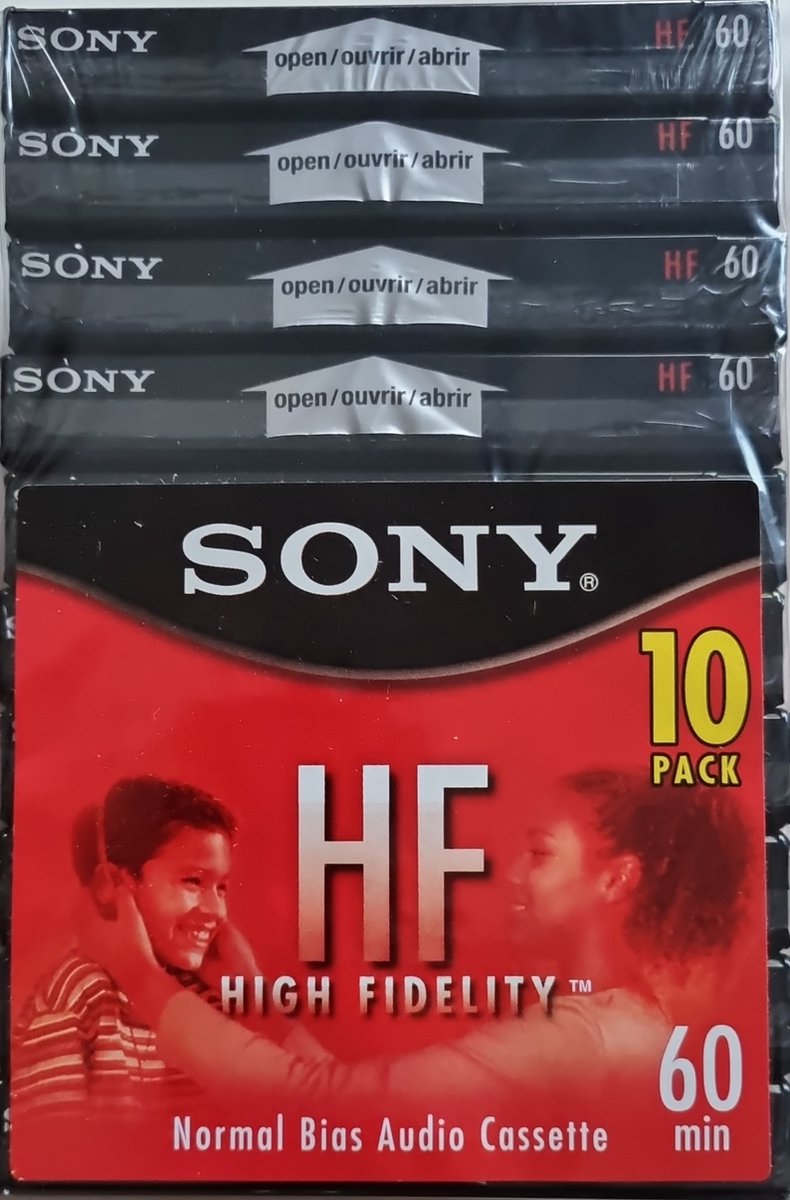 SONY open/ouvrir/abrir HF 60
SONY open/ouvrir/abrir HF 60
SONY open/ouvrir/abrir HF 60
SONY open/ouvrir/abrir HF 60
SONY®
10
PACK
HF
HIGH FIDELITY™
60
min
Normal Bias Audio Cassette